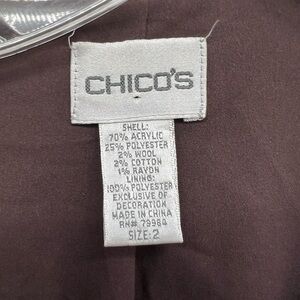 CHICO'S
SHELL:
70% ACRYLIC
25% POLYESTER
2% WOOL
2% COTTON
1% RAYON
LINING:
100% POLYESTER
EXCLUSIVE OF
DECORATION
MADE IN CHINA
RN# 79984
SIZE: 2